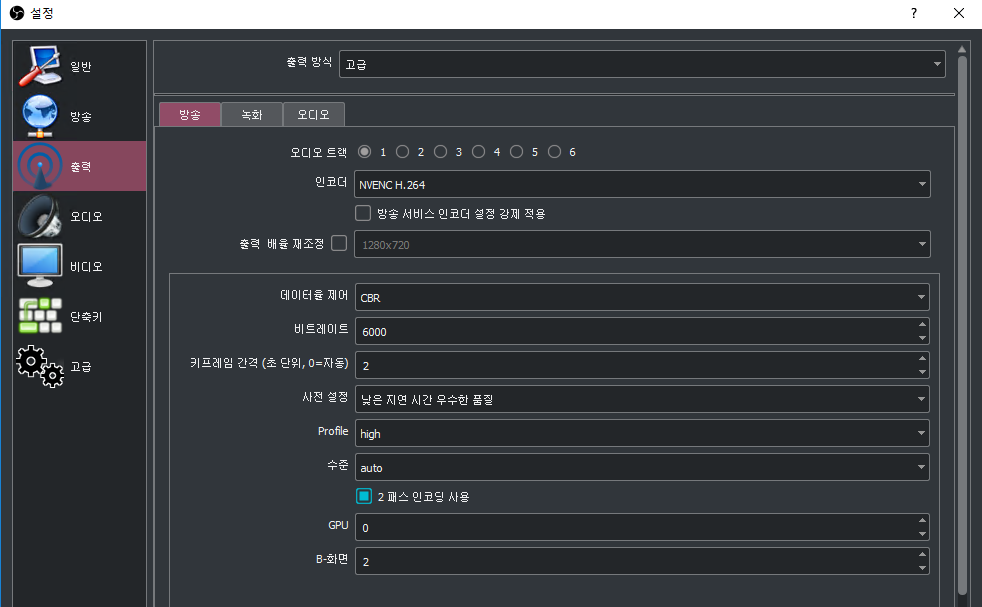 설정
?
일반
방송
출력
오디오
비디오
단축키
고급
출력 방식 고급
방송 녹화 오디오
오디오 트랙 1 2 3 4 5 6
인코더 NVENC H.264
방송 서비스 인코더 설정 강제 적용
출력 배율 재조정 1280x720
데이터율 제어 CBR
비트레이트 6000
키프레임 간격 (초 단위, 0=자동) 2
사전 설정 낮은 지연 시간 우수한 품질
Profile high
수준 auto
2 패스 인코딩 사용
GPU 0
B-화면 2